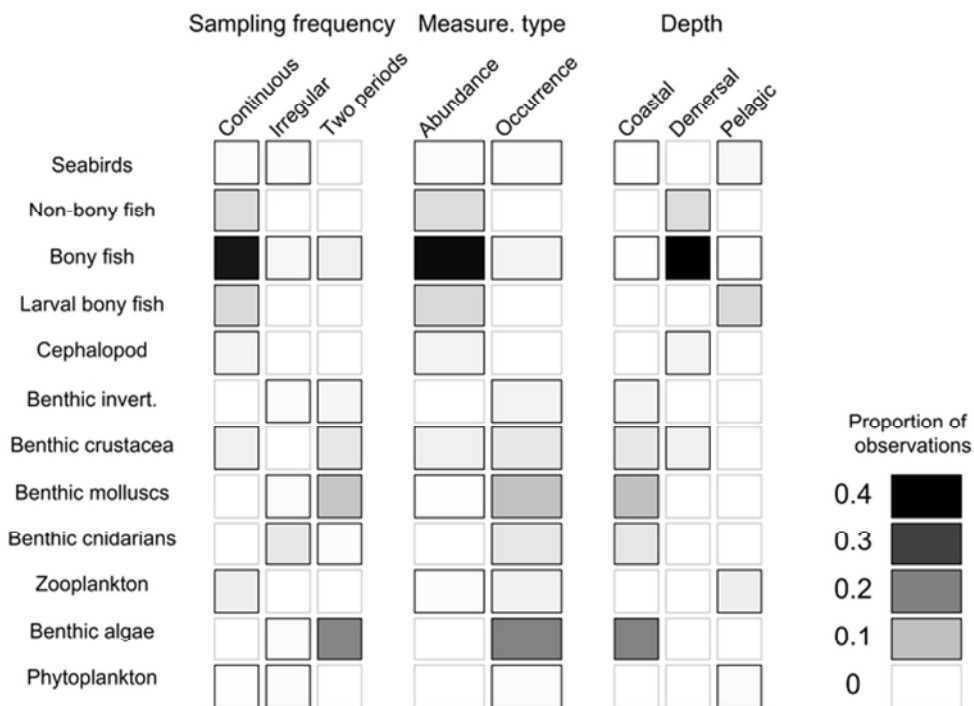 Sampling frequency Measure. type Depth
Continuous Irregular Two periods Abundance Occurrence Coastal Demersal Pelagic
Seabirds
Non-bony fish
Bony fish
Larval bony fish
Cephalopod
Benthic invert.
Benthic crustacea
Benthic molluscs
Benthic cnidarians
Zooplankton
Benthic algae
Phytoplankton
Proportion of
observations
0.4
0.3
0.2
0.1
0